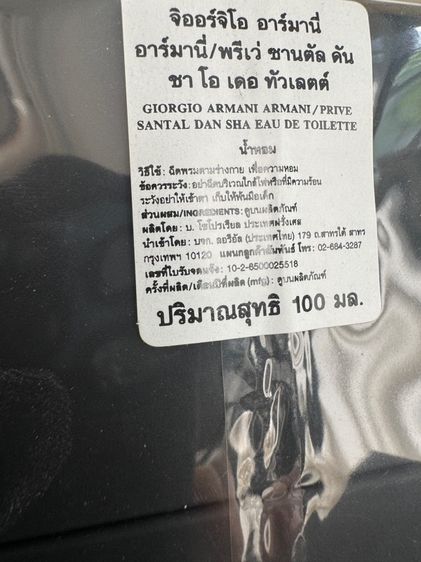 จิออร์จิโอ อาร์มานี่
อาร์มานี่/พรีเว่ ซานตัล ดัน
ชา โอ เดอ ทัวเลตต์
GIORGIO ARMANI ARMANI/PRIVE
SANTAL DAN SHA EAU DE TOILETTE
น้ำหอม
วิธีใช้: ฉีดพรมตามร่างกาย เพื่อความหอม
ข้อควรระวัง: อย่าฉีดบริเวณใกล้ไฟหรือที่มีความร้อน
ระวังอย่าให้เข้าตา เก็บให้พ้นมือเด็ก
ส่วนผสม/INGREDIENTS: ดูบนผลิตภัณฑ์
ผลิตโดย: บ. โซโปรเรียล ประเทศฝรั่งเศส
นำเข้าโดย: บจก. ลอรีอัล (ประเทศไทย) 179 ถ.สาทรใต้ สาทร
กรุงเทพฯ 10120 แผนกลูกค้าสัมพันธ์ โทร: 02-684-3287
เลขที่ใบรับจดแจ้ง: 10-2-6500025518
ครั้งที่ผลิต/เดือนปีที่ผลิต (mfg): ดูบนผลิตภัณฑ์
ปริมาณสุทธิ 100 มล.